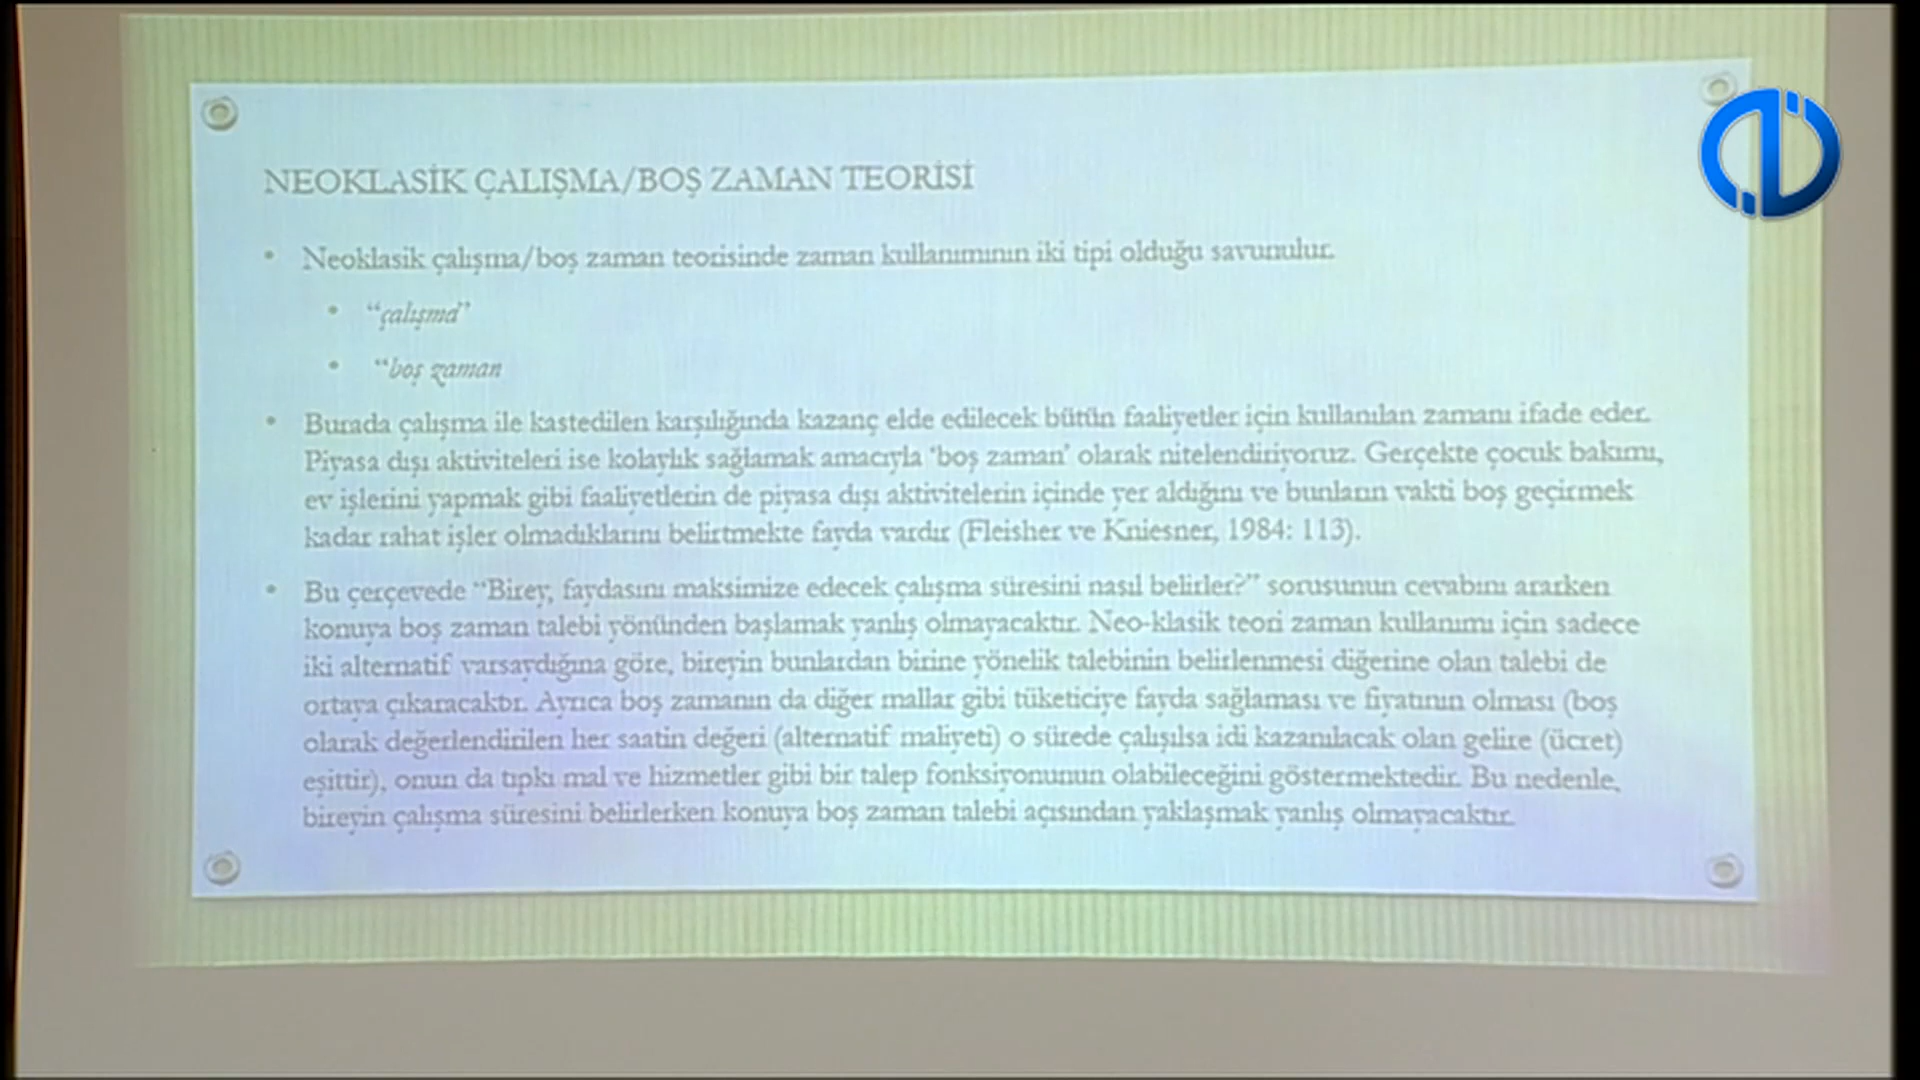 NEOKLASİK ÇALIŞMA/BOŞ ZAMAN TEORİSİ
• Neoklasik çalışma/boş zaman teorisinde zaman kullanımının iki tipi olduğu savunulur.
• “çalışma”
• “boş zaman
• Burada çalışma ile kastedilen karşılığında kazanç elde edilecek bütün faaliyetler için kullanılan zamanı ifade eder.
Piyasa dışı aktiviteleri ise kolaylık sağlamak amacıyla ‘boş zaman’ olarak nitelendiriyoruz. Gerçekte çocuk bakımı,
ev işlerini yapmak gibi faaliyetlerin de piyasa dışı aktivitelerin içinde yer aldığını ve bunların vakti boş geçirmek
kadar rahat işler olmadıklarını belirtmekte fayda vardır (Fleisher ve Kniesner, 1984: 113).
• Bu çerçevede “Birey, faydasını maksimize edecek çalışma süresini nasıl belirler?” sorusunun cevabını ararken
konuya boş zaman talebi yönünden başlamak yanlış olmayacaktır. Neo-klasik teori zaman kullanımı için sadece
iki alternatif varsaydığına göre, bireyin bunlardan birine yönelik talebinin belirlenmesi diğerine olan talebi de
ortaya çıkaracaktır. Ayrıca boş zamanın da diğer mallar gibi tüketiciye fayda sağlaması ve fiyatının olması (boş
olarak değerlendirilen her saatin değeri (alternatif maliyeti) o sürede çalışılsa idi kazanılacak olan gelire (ücret)
eşittir), onun da tıpkı mal ve hizmetler gibi bir talep fonksiyonunun olabileceğini göstermektedir. Bu nedenle,
bireyin çalışma süresini belirlerken konuya boş zaman talebi açısından yaklaşmak yanlış olmayacaktır.